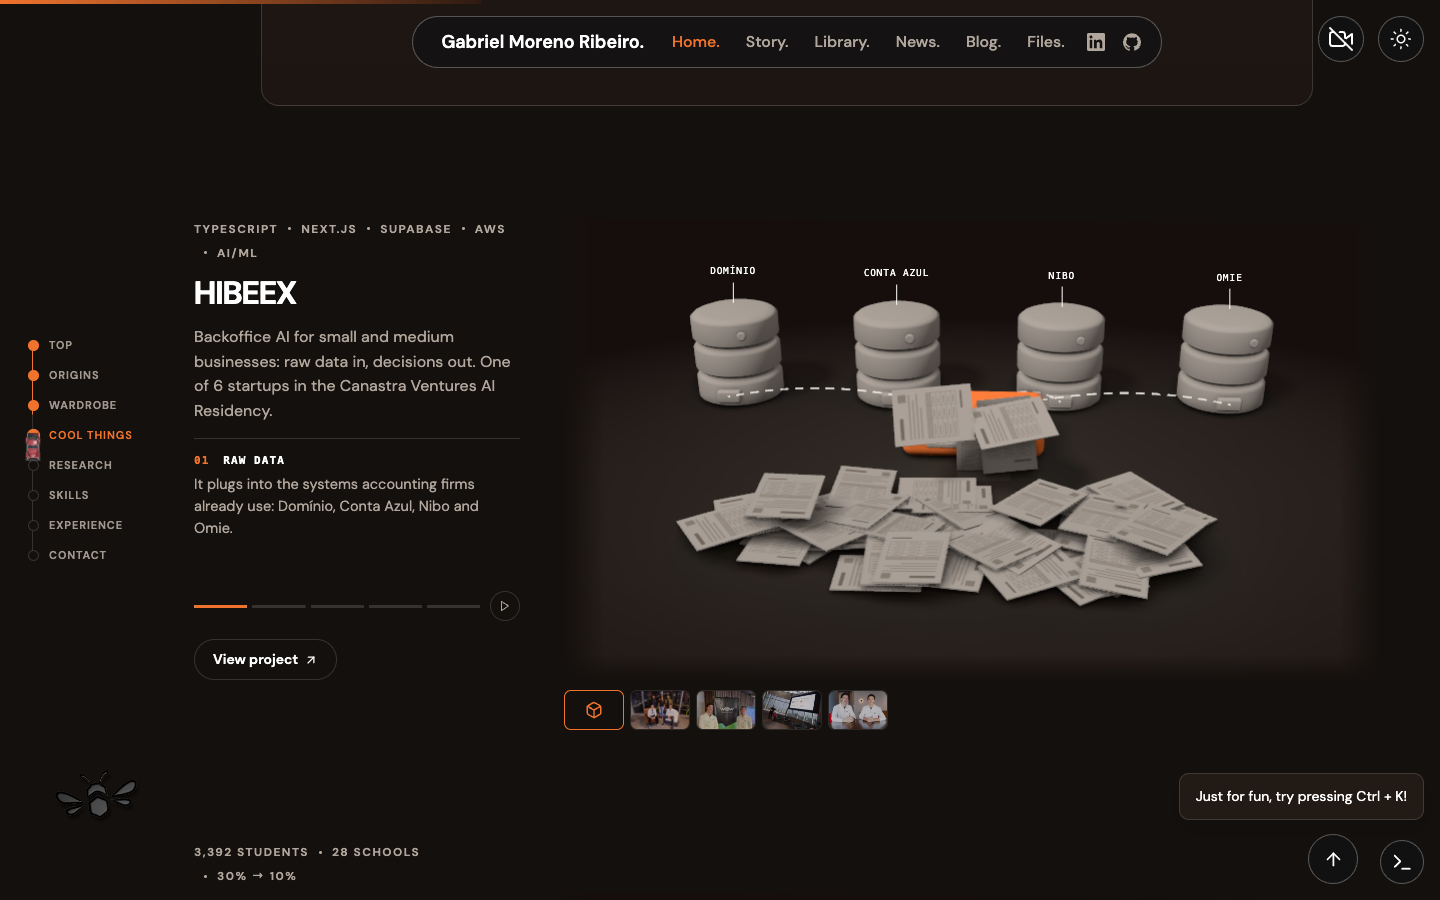 Gabriel Moreno Ribeiro. Home. Story. Library. News. Blog. Files.
TYPESCRIPT • NEXT.JS • SUPABASE • AWS
• AI/ML
HIBEEX
Backoffice AI for small and medium
businesses: raw data in, decisions out. One
of 6 startups in the Canastra Ventures AI
Residency.
01 RAW DATA
It plugs into the systems accounting firms
already use: Domínio, Conta Azul, Nibo and
Omie.
View project
DOMÍNIO
CONTA AZUL
NIBO
OMIE
TOP
ORIGINS
WARDROBE
COOL THINGS
RESEARCH
SKILLS
EXPERIENCE
CONTACT
Just for fun, try pressing Ctrl + K!
3,392 STUDENTS • 28 SCHOOLS
• 30% → 10%